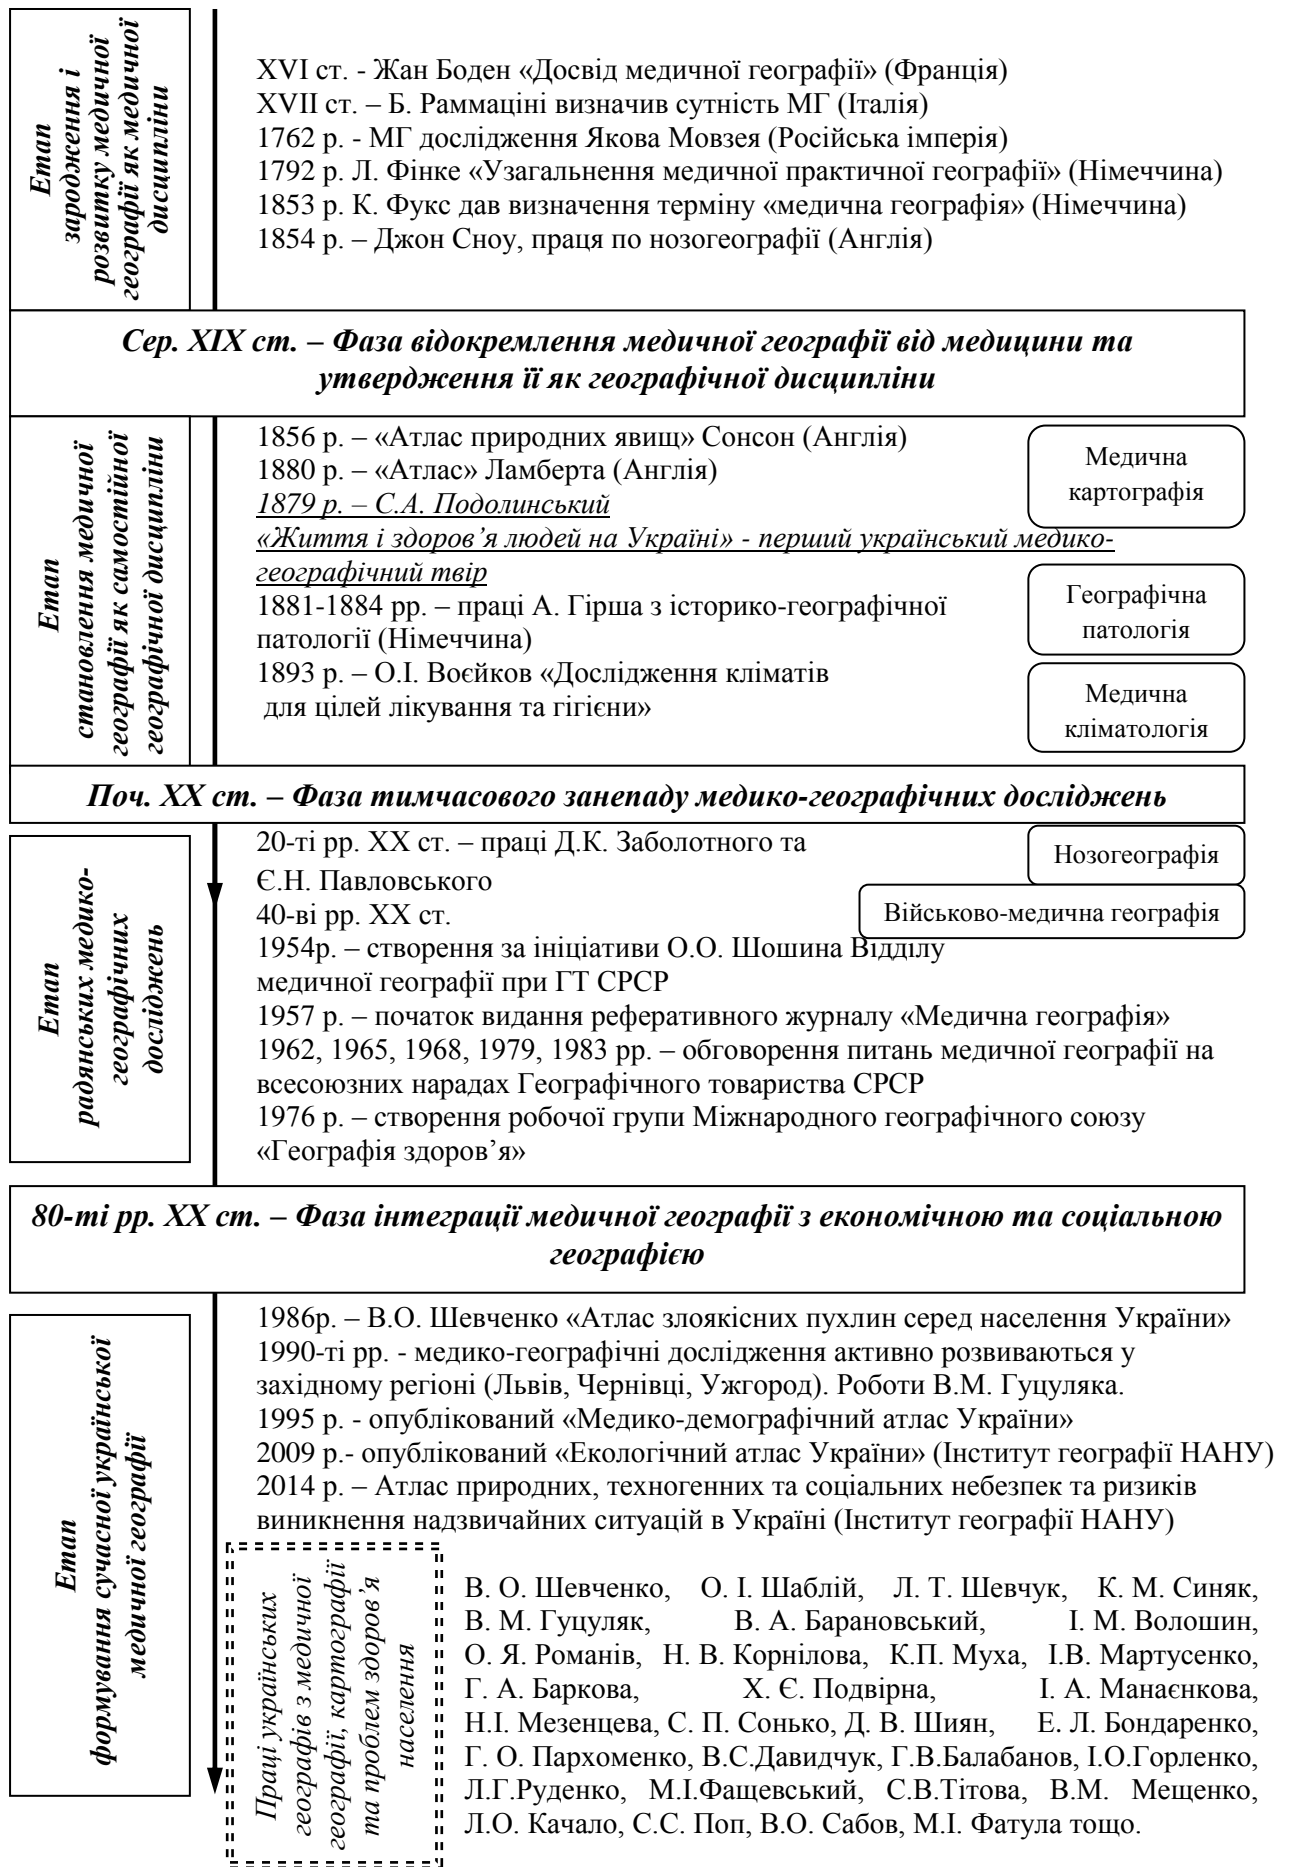 Етап
зародження і
розвитку медичної
географії як медичної
дисципліни
XVI ст. - Жан Боден «Досвід медичної географії» (Франція)
XVII ст. – Б. Раммаціні визначив сутність МГ (Італія)
1762 р. - МГ дослідження Якова Мовзея (Російська імперія)
1792 р. Л. Фінке «Узагальнення медичної практичної географії» (Німеччина)
1853 р. К. Фукс дав визначення терміну «медична географія» (Німеччина)
1854 р. – Джон Сноу, праця по нозогеографії (Англія)
Сер. XIX ст. – Фаза відокремлення медичної географії від медицини та
утвердження її як географічної дисципліни
Етап
становлення медичної
географії як самостійної
географічної дисципліни
1856 р. – «Атлас природних явищ» Сонсон (Англія)
1880 р. – «Атлас» Ламберта (Англія)
1879 р. – С.А. Подолинський
«Життя і здоров’я людей на Україні» - перший український медико-
географічний твір
1881-1884 рр. – праці А. Гірша з історико-географічної
патології (Німеччина)
1893 р. – О.І. Воєйков «Дослідження кліматів
для цілей лікування та гігієни»
Медична
картографія
Географічна
патологія
Медична
кліматологія
Поч. XX ст. – Фаза тимчасового занепаду медико-географічних досліджень
Етап
радянських медико-
географічних
досліджень
20-ті рр. XX ст. – праці Д.К. Заболотного та
Є.Н. Павловського
40-ві рр. XX ст.
Нозогеографія
Військово-медична географія
1954р. – створення за ініціативи О.О. Шошина Відділу
медичної географії при ГТ СРСР
1957 р. – початок видання реферативного журналу «Медична географія»
1962, 1965, 1968, 1979, 1983 рр. – обговорення питань медичної географії на
всесоюзних нарадах Географічного товариства СРСР
1976 р. – створення робочої групи Міжнародного географічного союзу
«Географія здоров’я»
80-ті рр. XX ст. – Фаза інтеграції медичної географії з економічною та соціальною
географією
Етап
формування сучасної української
медичної географії
1986р. – В.О. Шевченко «Атлас злоякісних пухлин серед населення України»
1990-ті рр. - медико-географічні дослідження активно розвиваються у
західному регіоні (Львів, Чернівці, Ужгород). Роботи В.М. Гуцуляка.
1995 р. - опублікований «Медико-демографічний атлас України»
2009 р.- опублікований «Екологічний атлас України» (Інститут географії НАНУ)
2014 р. – Атлас природних, техногенних та соціальних небезпек та ризиків
виникнення надзвичайних ситуацій в Україні (Інститут географії НАНУ)
Праці українських
географів з медичної
географії, картографії
та проблем здоров’я
населення
В. О. Шевченко, О. І. Шаблій, Л. Т. Шевчук, К. М. Синяк,
В. М. Гуцуляк, В. А. Барановський, І. М. Волошин,
О. Я. Романів, Н. В. Корнілова, К.П. Муха, І.В. Мартусенко,
Г. А. Баркова, Х. Є. Подвірна, І. А. Манаєнкова,
Н.І. Мезенцева, С. П. Сонько, Д. В. Шиян, Е. Л. Бондаренко,
Г. О. Пархоменко, В.С.Давидчук, Г.В.Балабанов, І.О.Горленко,
Л.Г.Руденко, М.І.Фащевський, С.В.Тітова, В.М. Мещенко,
Л.О. Качало, С.С. Поп, В.О. Сабов, М.І. Фатула тощо.